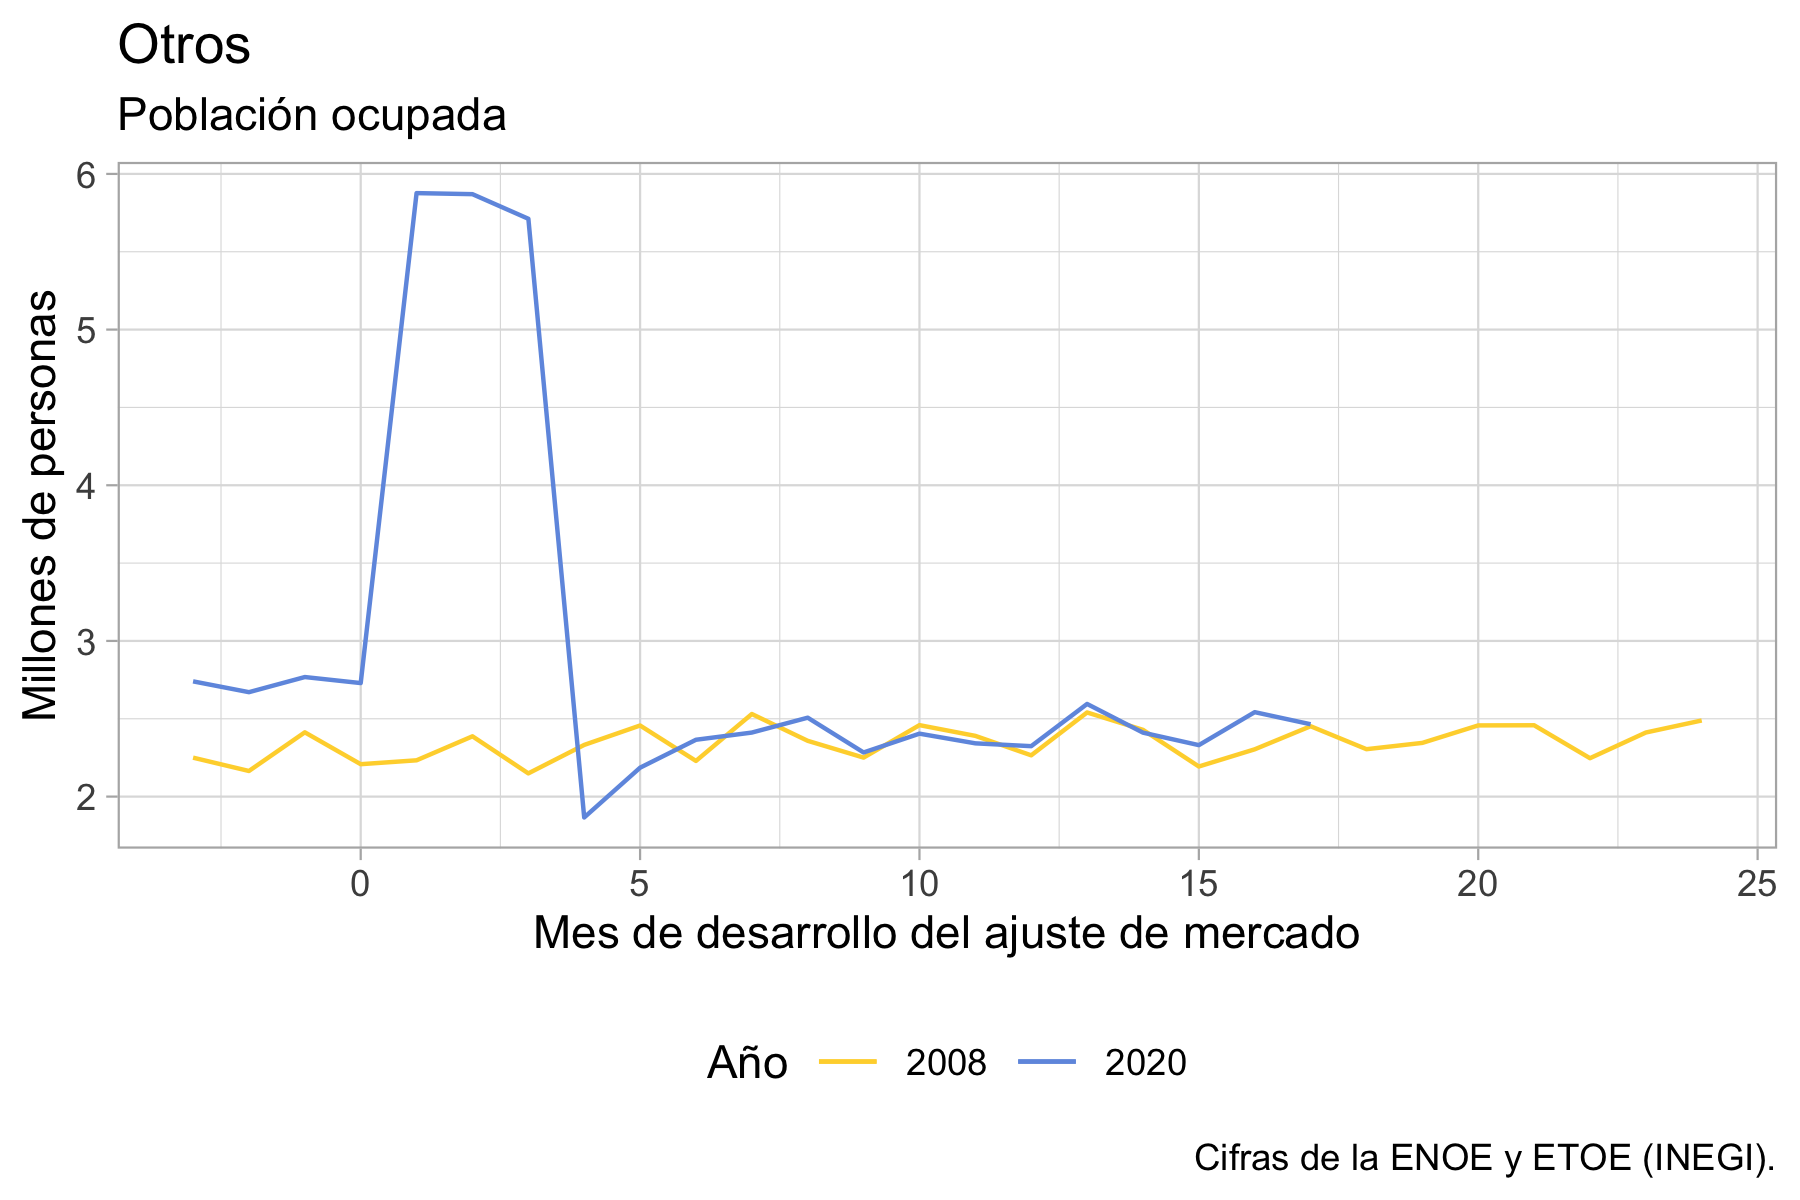 Otros
Población ocupada
Millones de personas
6
5
4
3
2
0 5 10 15 20 25
Mes de desarrollo del ajuste de mercado
Año 2008 2020
Cifras de la ENOE y ETOE (INEGI).